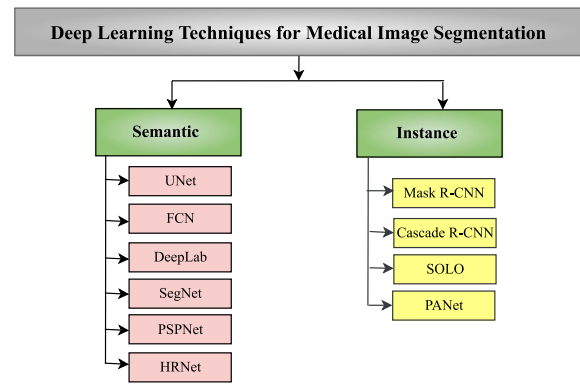 Deep Learning Techniques for Medical Image Segmentation
Semantic
UNet
FCN
DeepLab
SegNet
PSPNet
HRNet
Instance
Mask R-CNN
Cascade R-CNN
SOLO
PANet